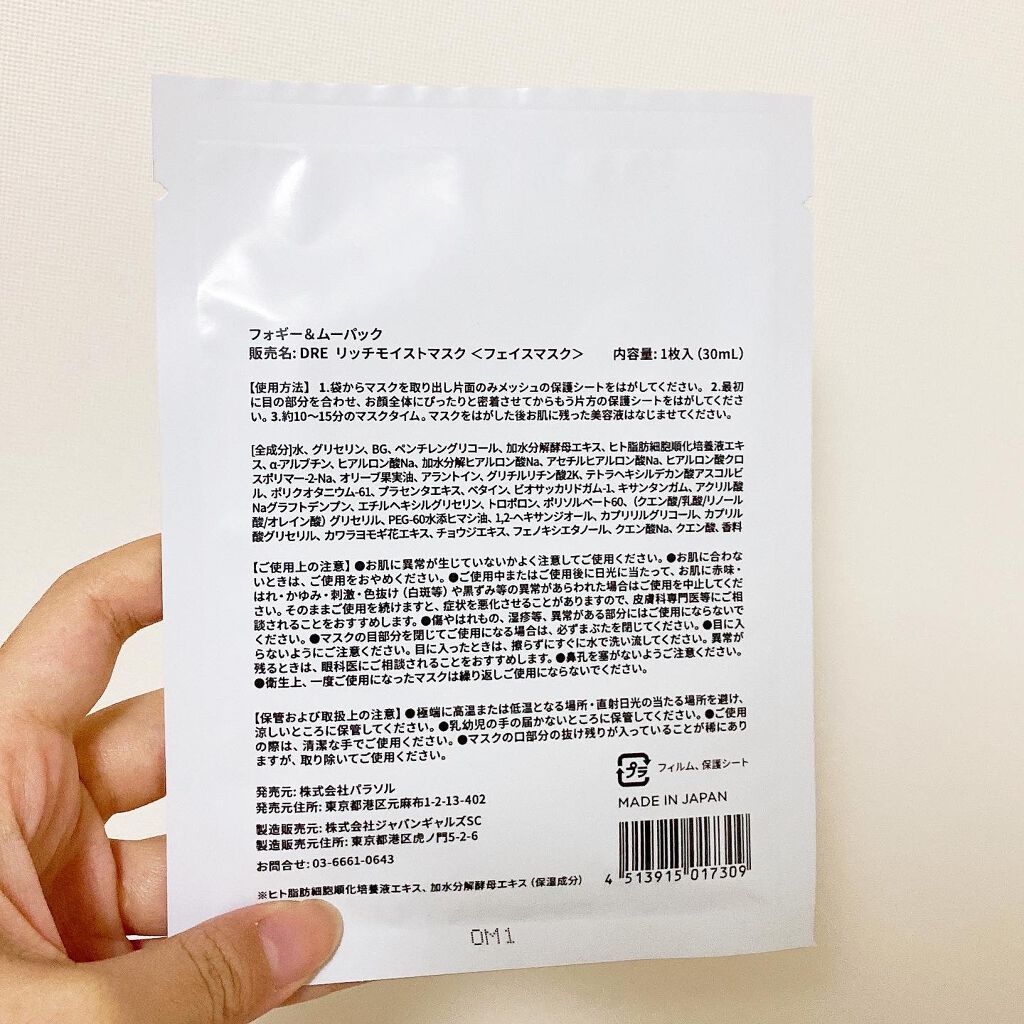 フォギー＆ムーパック
販売名: DRE リッチモイストマスク ＜フェイスマスク＞ 内容量: 1枚入（30mL）
【使用方法】 1.袋からマスクを取り出し片面のみメッシュの保護シートをはがしてください。 2.最初
に目の部分を合わせ、お顔全体にぴったりと密着させてからもう片方の保護シートをはがしてくださ
い。3.約10〜15分のマスクタイム。マスクをはがした後お肌に残った美容液はなじませてください。
[全成分]水、グリセリン、BG、ペンチレングリコール、加水分解酵母エキス、ヒト脂肪細胞順化培養液エキ
ス、α-アルブチン、ヒアルロン酸Na、加水分解ヒアルロン酸Na、アセチルヒアルロン酸Na、ヒアルロン酸クロ
スポリマー-2-Na、オリーブ果実油、アラントイン、グリチルリチン酸2K、テトラヘキシルデカン酸アスコルビ
ル、ポリクオタニウム-61、プラセンタエキス、ベタイン、ビオサッカリドガム-1、キサンタンガム、アクリル酸
Naグラフトデンプン、エチルヘキシルグリセリン、トロポロン、ポリソルベート60、（クエン酸/乳酸/リノール
酸/オレイン酸）グリセリル、PEG-60水添ヒマシ油、1,2-ヘキサンジオール、カプリリルグリコール、カプリル
酸グリセリル、カワラヨモギ花エキス、チョウジエキス、フェノキシエタノール、クエン酸Na、クエン酸、香料
【ご使用上の注意】●お肌に異常が生じていないかよく注意してご使用ください。●お肌に合わな
いときは、ご使用をおやめください。●ご使用中またはご使用後に日光に当たって、お肌に赤味・
はれ・かゆみ・刺激・色抜け（白斑等）や黒ずみ等の異常があらわれた場合はご使用を中止してくだ
さい。そのままご使用を続けますと、症状を悪化させることがありますので、皮膚科専門医等にご相
談されることをおすすめします。●傷やはれもの、湿疹等、異常がある部分にはご使用にならないで
ください。●マスクの目部分を閉じてご使用になる場合は、必ずまぶたを閉じてください。●目に入
らないようにご注意ください。目に入ったときは、擦らずにすぐに水で洗い流してください。異常が
残るときは、眼科医にご相談されることをおすすめします。●鼻孔を塞がないようご注意ください。
●衛生上、一度ご使用になったマスクは繰り返しご使用にならないでください。
【保管および取扱上の注意】●極端に高温または低温となる場所・直射日光の当たる場所を避け、
涼しいところに保管してください。●乳幼児の手の届かないところに保管してください。●ご使用
の際は、清潔な手でご使用ください。●マスクの口部分の抜け残りが入っていることが稀にあり
ますが、取り除いてご使用ください。
プラ フィルム、保護シート
MADE IN JAPAN
発売元: 株式会社パラソル
発売元住所: 東京都港区元麻布1-2-13-402
製造販売元: 株式会社ジャパンギャルズSC
製造販売元住所: 東京都港区虎ノ門5-2-6
お問合せ: 03-6661-0643
4 513915 017309
※ヒト脂肪細胞順化培養液エキス、加水分解酵母エキス（保湿成分）
OM1